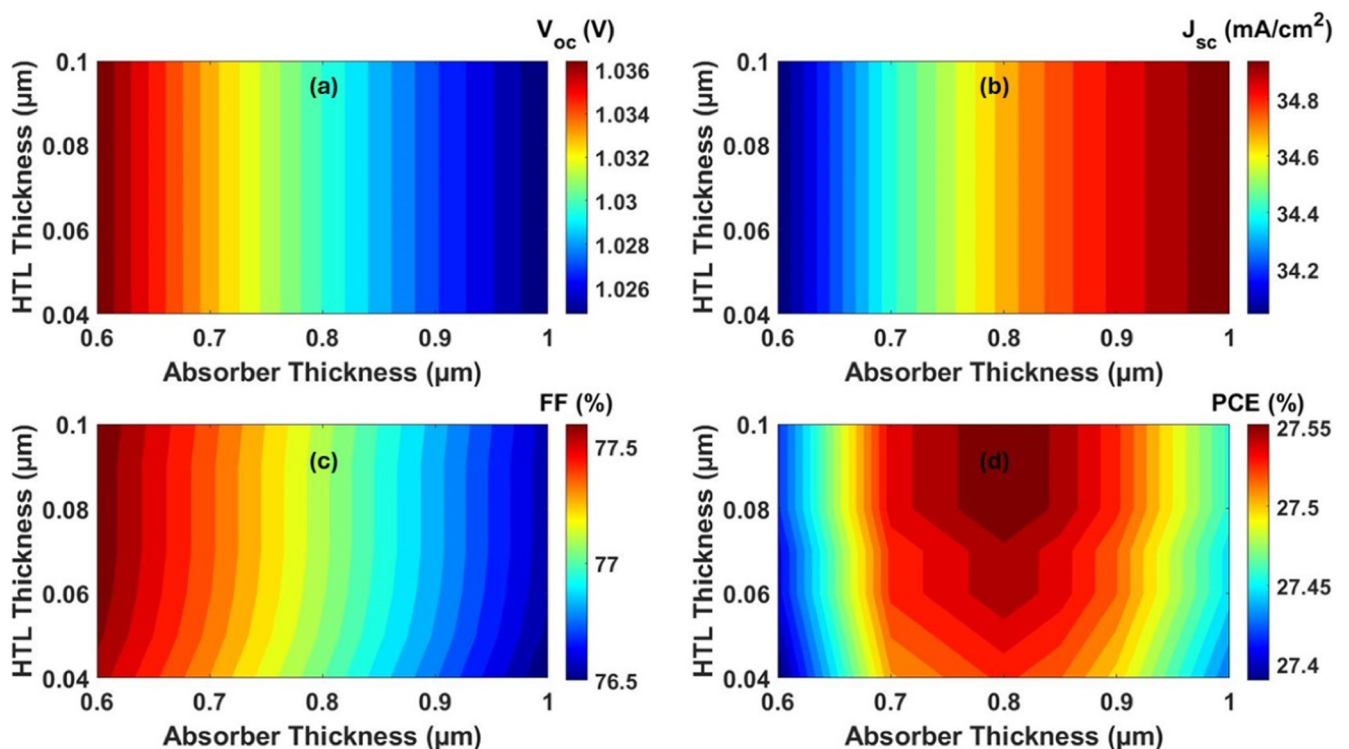 V_oc (V)
(a)
HTL Thickness (µm)
0.1
0.08
0.06
0.04
0.6 0.7 0.8 0.9 1
Absorber Thickness (µm)
1.036
1.034
1.032
1.03
1.028
1.026
J_sc (mA/cm²)
(b)
HTL Thickness (µm)
0.1
0.08
0.06
0.04
0.6 0.7 0.8 0.9 1
Absorber Thickness (µm)
34.8
34.6
34.4
34.2
FF (%)
(c)
HTL Thickness (µm)
0.1
0.08
0.06
0.04
0.6 0.7 0.8 0.9 1
Absorber Thickness (µm)
77.5
77
76.5
PCE (%)
(d)
HTL Thickness (µm)
0.1
0.08
0.06
0.04
0.6 0.7 0.8 0.9 1
Absorber Thickness (µm)
27.55
27.5
27.45
27.4